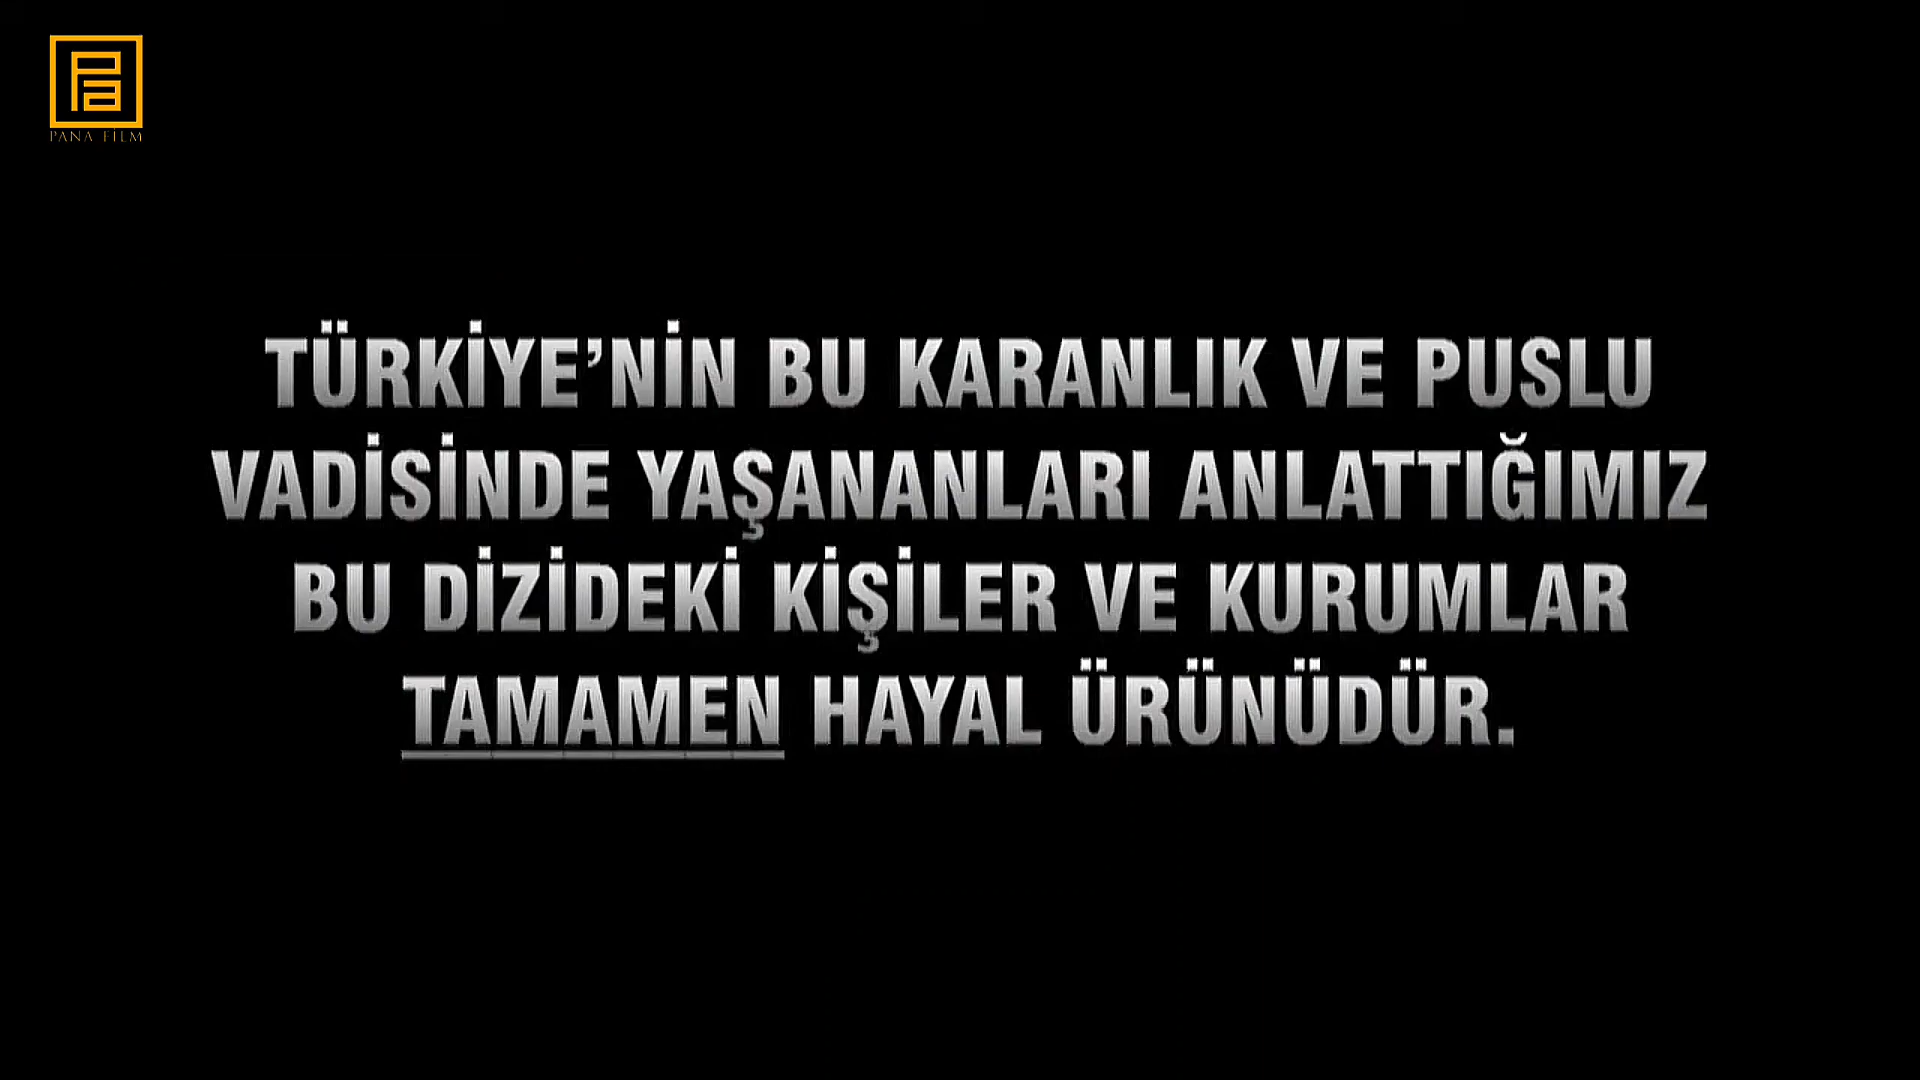 PANA FILM
TÜRKİYE'NİN BU KARANLIK VE PUSLU
VADİSİNDE YAŞANANLARI ANLATTIĞIMIZ
BU DİZİDEKİ KİŞİLER VE KURUMLAR
TAMAMEN HAYAL ÜRÜNÜDÜR.